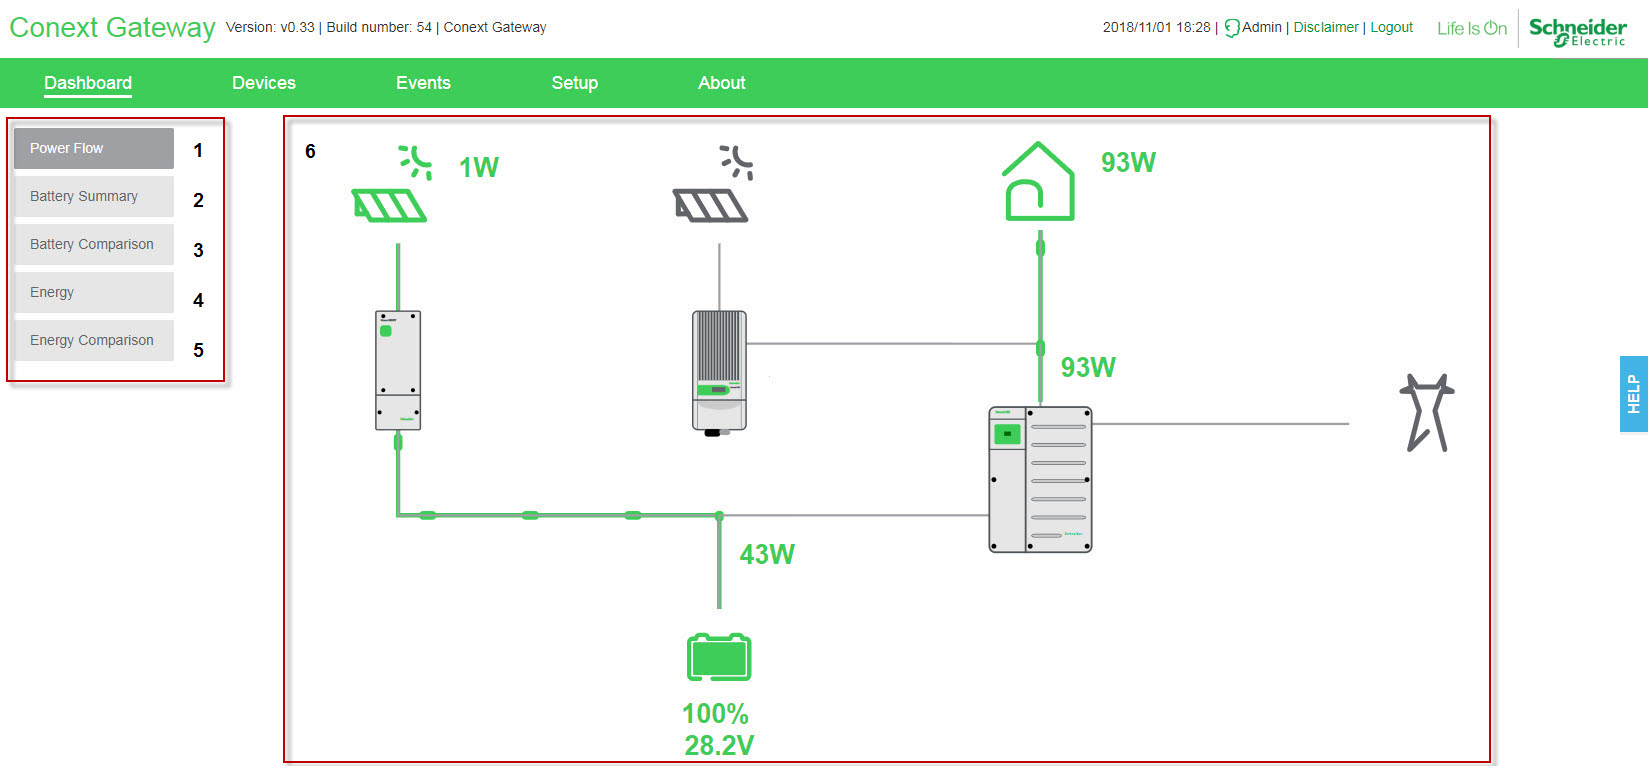 Conext Gateway Version: v0.33 | Build number: 54 | Conext Gateway
2018/11/01 18:28 | Admin | Disclaimer | Logout
Life Is On
Schneider
Electric
Dashboard Devices Events Setup About
Power Flow 1
Battery Summary 2
Battery Comparison 3
Energy 4
Energy Comparison 5
6
1W
93W
93W
43W
100%
28.2V
HELP